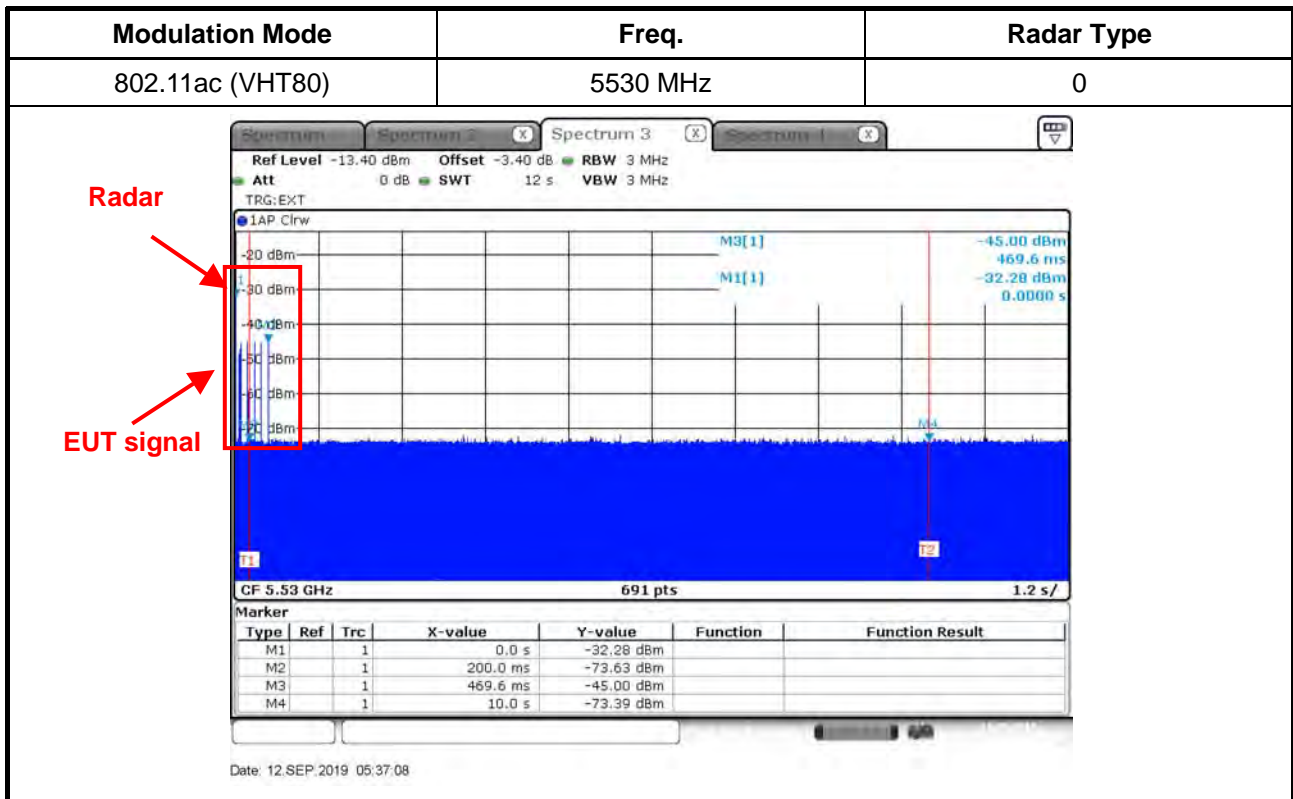 Modulation Mode Freq. Radar Type
802.11ac (VHT80) 5530 MHz 0
Spectrum Spectrum 2 X Spectrum 3 X Spectrum 4 X
Ref Level -13.40 dBm Offset -3.40 dB RBW 3 MHz
Att 0 dB SWT 12 s VBW 3 MHz
TRG:EXT
1AP Clrw
Radar
EUT signal
M3[1] -45.00 dBm
469.6 ms
M1[1] -32.28 dBm
0.0000 s
-20 dBm
-30 dBm
-40 dBm
-50 dBm
-60 dBm
-70 dBm
M4
T1
T2
CF 5.53 GHz 691 pts 1.2 s/
Marker
Type Ref Trc X-value Y-value Function Function Result
M1 1 0.0 s -32.28 dBm
M2 1 200.0 ms -73.63 dBm
M3 1 469.6 ms -45.00 dBm
M4 1 10.0 s -73.39 dBm
Date: 12.SEP.2019 05:37:08